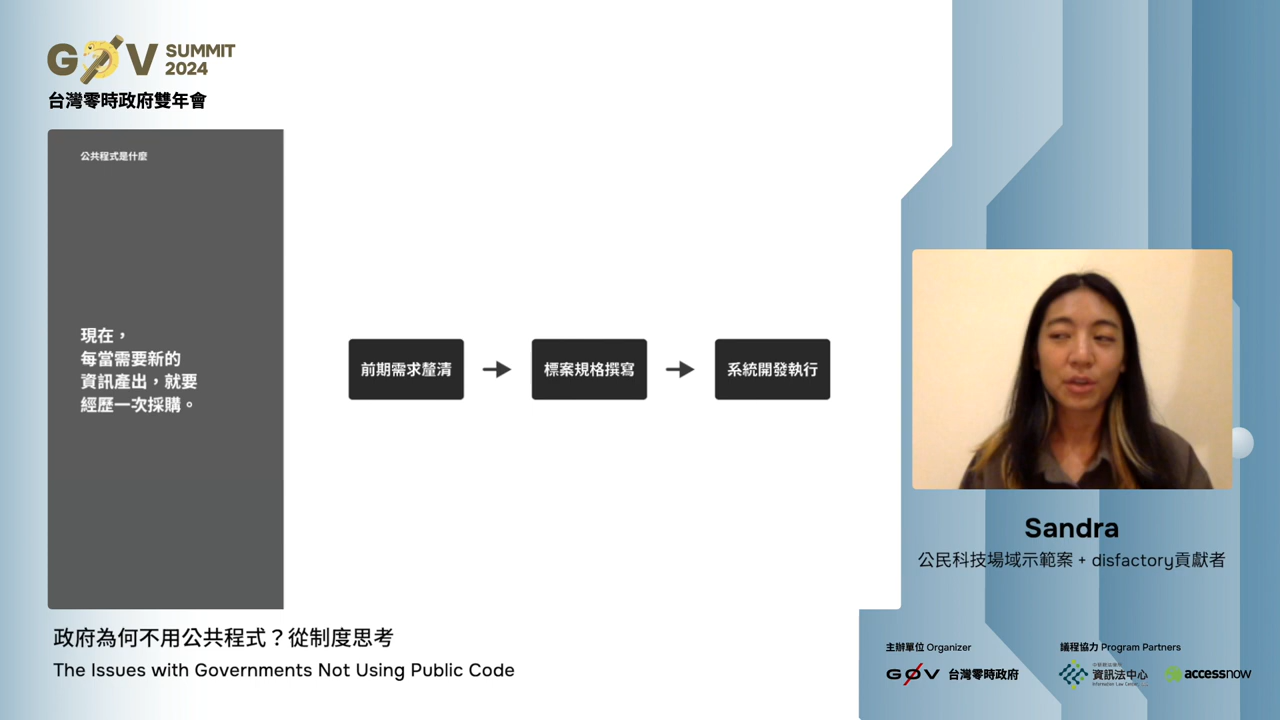 G0V SUMMIT 2024
台灣零時政府雙年會
公共程式是什麼
現在，
每當需要新的
資訊產出，就要
經歷一次採購。
前期需求釐清
標案規格撰寫
系統開發執行
Sandra
公民科技場域示範案 + disfactory貢獻者
政府為何不用公共程式？從制度思考
The Issues with Governments Not Using Public Code
主辦單位 Organizer
G0V 台灣零時政府
議程協力 Program Partners
資訊法中心
Information Law Center
accessnow